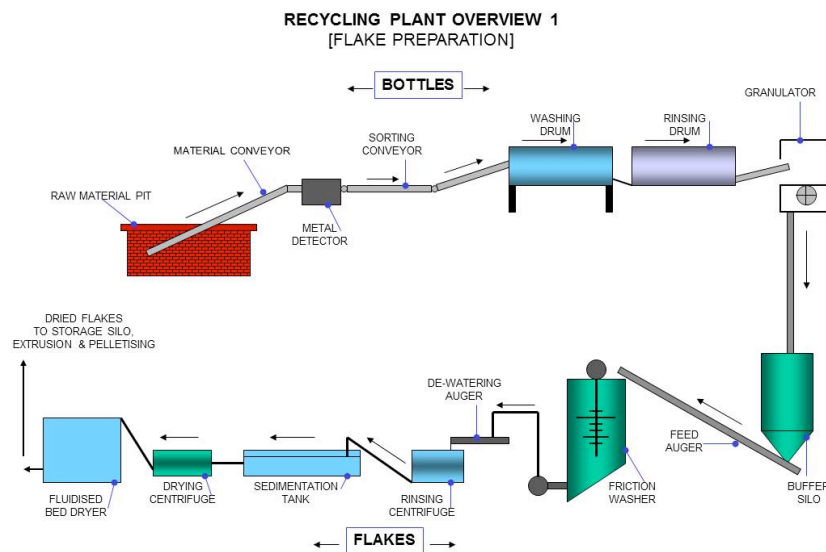 RECYCLING PLANT OVERVIEW 1
[FLAKE PREPARATION]
BOTTLES
GRANULATOR
WASHING
DRUM
RINSING
DRUM
SORTING
CONVEYOR
MATERIAL CONVEYOR
RAW MATERIAL PIT
METAL
DETECTOR
DRIED FLAKES
TO STORAGE SILO,
EXTRUSION & PELLETISING
DE-WATERING
AUGER
FEED
AUGER
FLUIDISED
BED DRYER
DRYING
CENTRIFUGE
SEDIMENTATION
TANK
RINSING
CENTRIFUGE
FRICTION
WASHER
BUFFER
SILO
FLAKES